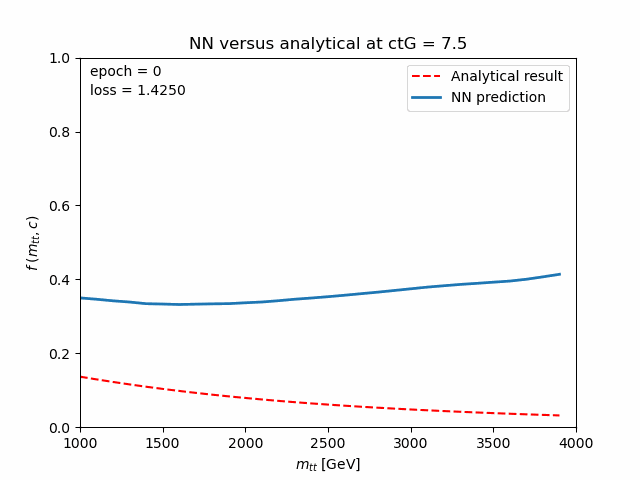 NN versus analytical at ctG = 7.5
epoch = 0
loss = 1.4250
Analytical result
NN prediction
1.0
0.8
0.6
0.4
0.2
0.0
f (m_tt, c)
1000 1500 2000 2500 3000 3500 4000
m_tt [GeV]